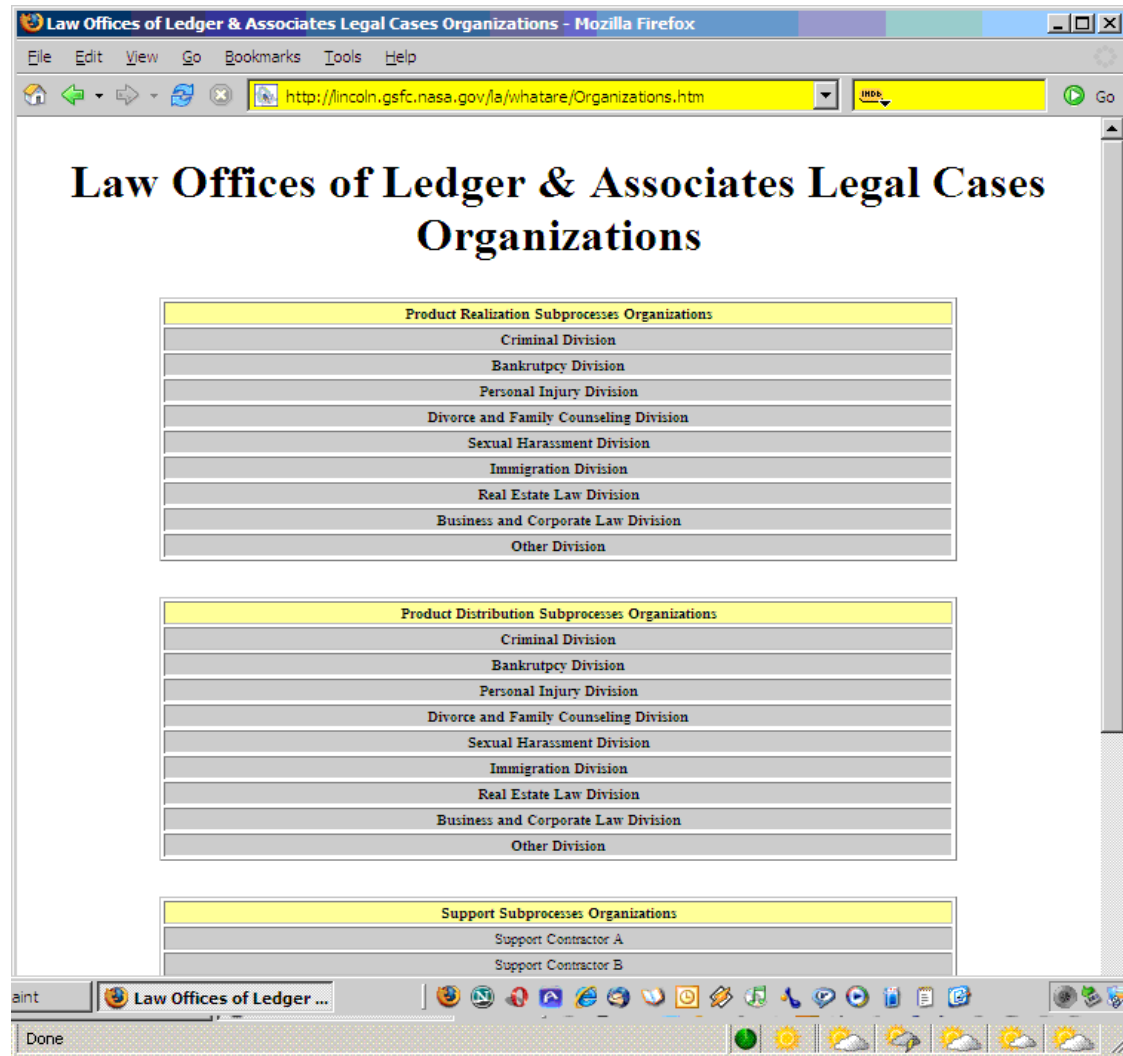 Law Offices of Ledger & Associates Legal Cases Organizations - Mozilla Firefox
File Edit View Go Bookmarks Tools Help
http://lincoln.gsfc.nasa.gov/la/whatare/Organizations.htm IMDb Go
Law Offices of Ledger & Associates Legal Cases
Organizations
Product Realization Subprocesses Organizations
Criminal Division
Bankrutpcy Division
Personal Injury Division
Divorce and Family Counseling Division
Sexual Harassment Division
Immigration Division
Real Estate Law Division
Business and Corporate Law Division
Other Division
Product Distribution Subprocesses Organizations
Criminal Division
Bankrutpcy Division
Personal Injury Division
Divorce and Family Counseling Division
Sexual Harassment Division
Immigration Division
Real Estate Law Division
Business and Corporate Law Division
Other Division
Support Subprocesses Organizations
Support Contractor A
Support Contractor B
aint Law Offices of Ledger ...
Done